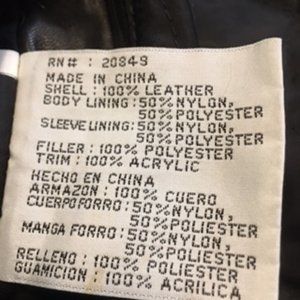 RN# : 20849
MADE IN CHINA
SHELL : 100% LEATHER
BODY LINING : 50% NYLON,
50% POLYESTER
SLEEVE LINING : 50% NYLON,
50% POLYESTER
FILLER : 100% POLYESTER
TRIM : 100% ACRYLIC
HECHO EN CHINA
ARMAZON : 100% CUERO
CUERPO FORRO : 50% NYLON,
50% POLIESTER
MANGA FORRO : 50% NYLON,
50% POLIESTER
RELLENO : 100% POLIESTER
GUAMICION : 100% ACRILICA